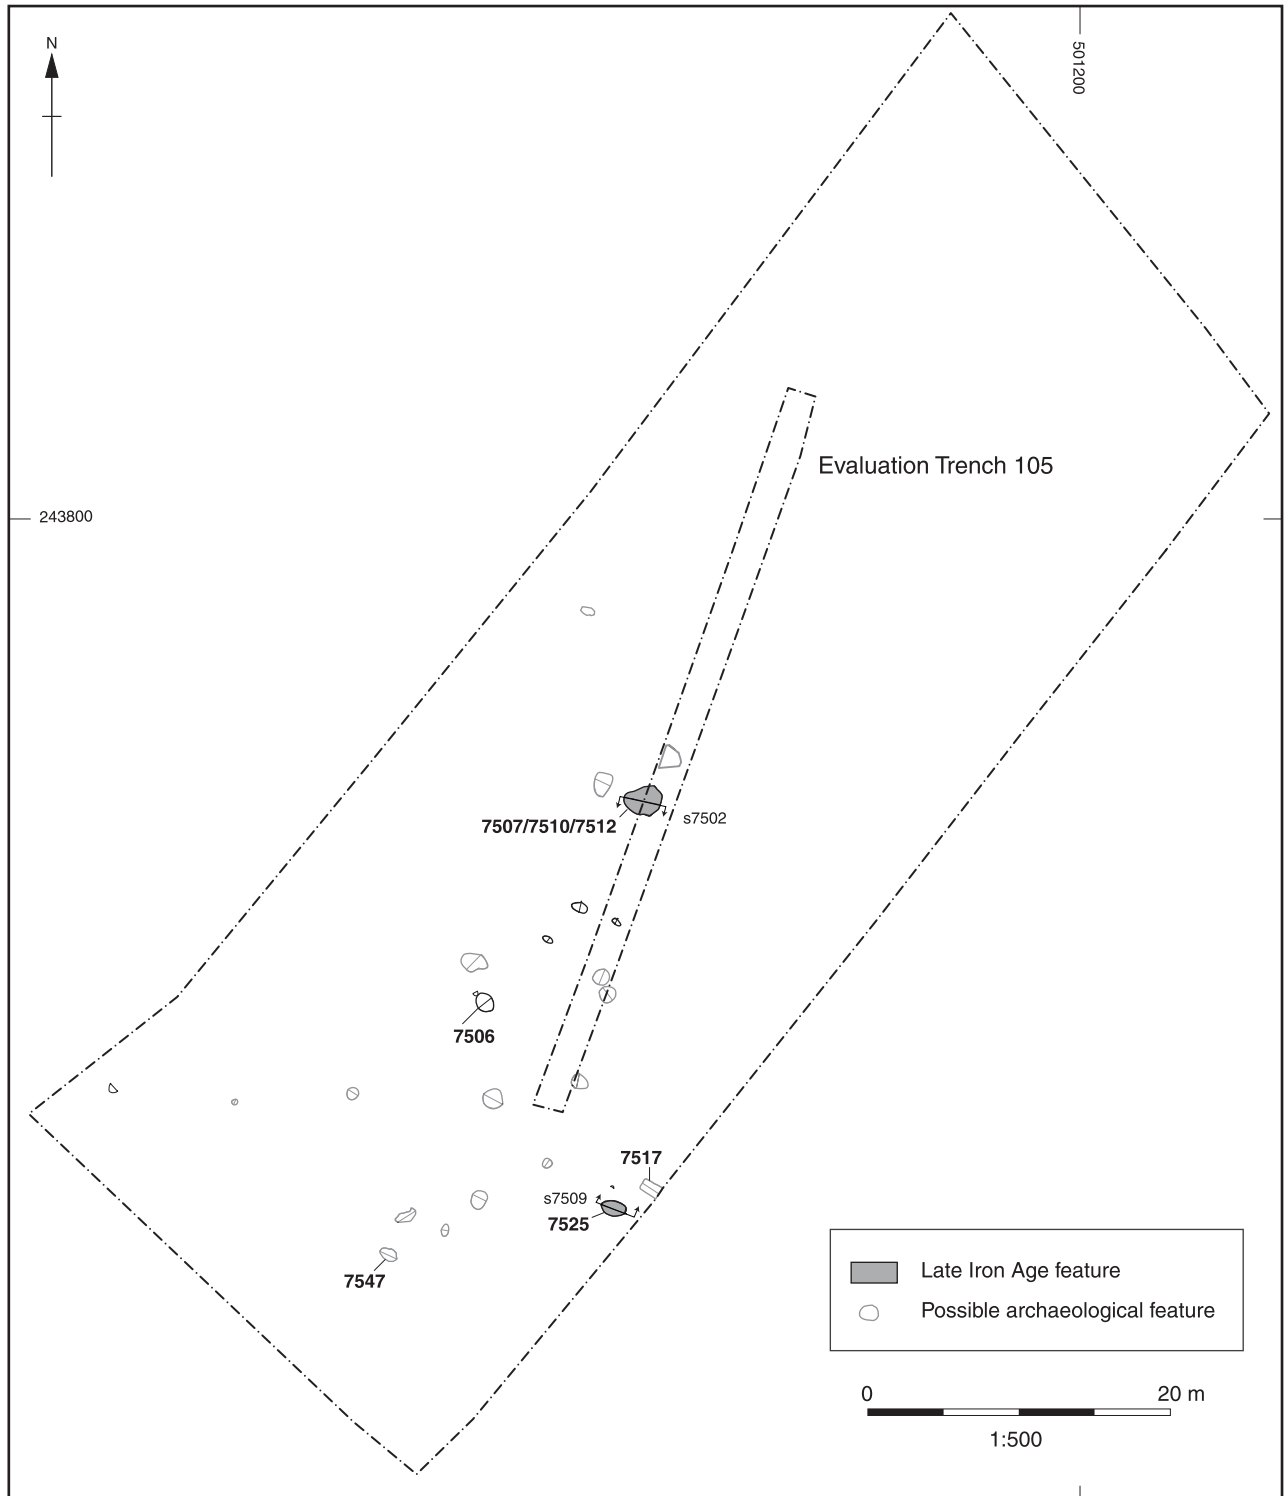 N
501200
Evaluation Trench 105
243800
7507/7510/7512
s7502
7506
7517
s7509
7525
7547
Late Iron Age feature
Possible archaeological feature
0 20 m
1:500